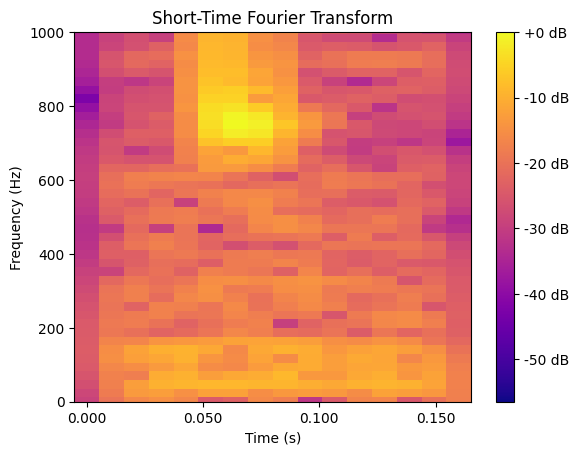 Short-Time Fourier Transform
1000
800
600
400
200
0
Frequency (Hz)
0.000
0.050
0.100
0.150
Time (s)
+0 dB
-10 dB
-20 dB
-30 dB
-40 dB
-50 dB